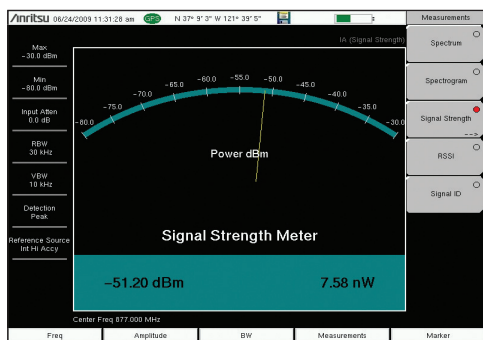 /Inritsu 06/24/2009 11:31:28 am GPS N 37° 9' 3" W 121° 39' 5"
Measurements
IA (Signal Strength)
Max
-30.0 dBm
Min
-80.0 dBm
Input Atten
0.0 dB
RBW
30 kHz
VBW
10 kHz
Detection
Peak
Reference Source
Int Hi Accy
-80.0 -75.0 -70.0 -65.0 -60.0 -55.0 -50.0 -45.0 -40.0 -35.0 -30.0
Power dBm
Signal Strength Meter
-51.20 dBm 7.58 nW
Center Freq 877.000 MHz
Spectrum
Spectrogram
Signal Strength
-->
RSSI
Signal ID
Freq Amplitude BW Measurements Marker